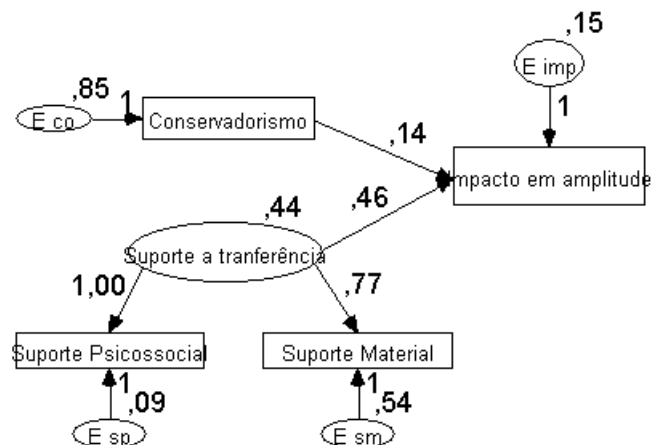 ,15
E imp
,85
1
E co
Conservadorismo
,14
1
Impacto em amplitude
,44
,46
Suporte a tranferência
1,00
,77
Suporte Psicossocial
Suporte Material
1
,09
1
,54
E sp
E sm